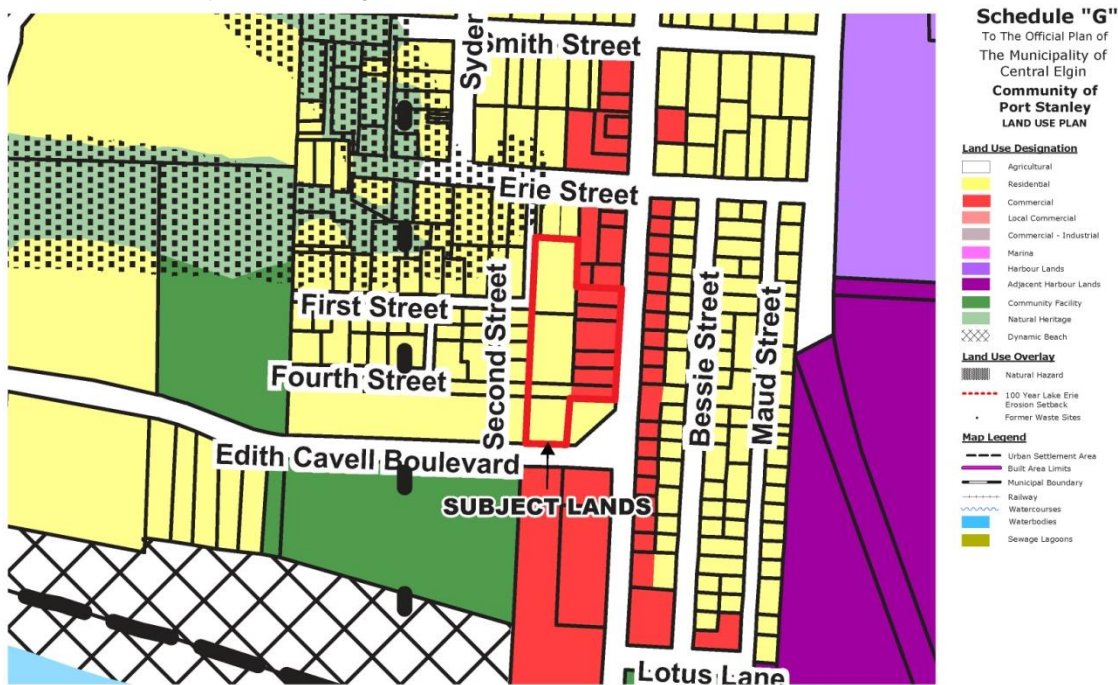 Smith Street
Syder
Erie Street
First Street
Second Street
Fourth Street
Bessie Street
Maud Street
Edith Cavell Boulevard
SUBJECT LANDS
Lotus Lane
Schedule "G"
To The Official Plan of
The Municipality of
Central Elgin
Community of
Port Stanley
LAND USE PLAN
Land Use Designation
Agricultural
Residential
Commercial
Local Commercial
Commercial - Industrial
Marina
Harbour Lands
Adjacent Harbour Lands
Community Facility
Natural Heritage
Dynamic Beach
Land Use Overlay
Natural Hazard
100 Year Lake Erie
Erosion Setback
Former Waste Sites
Map Legend
Urban Settlement Area
Built Area Limits
Municipal Boundary
Railway
Watercourses
Waterbodies
Sewage Lagoons